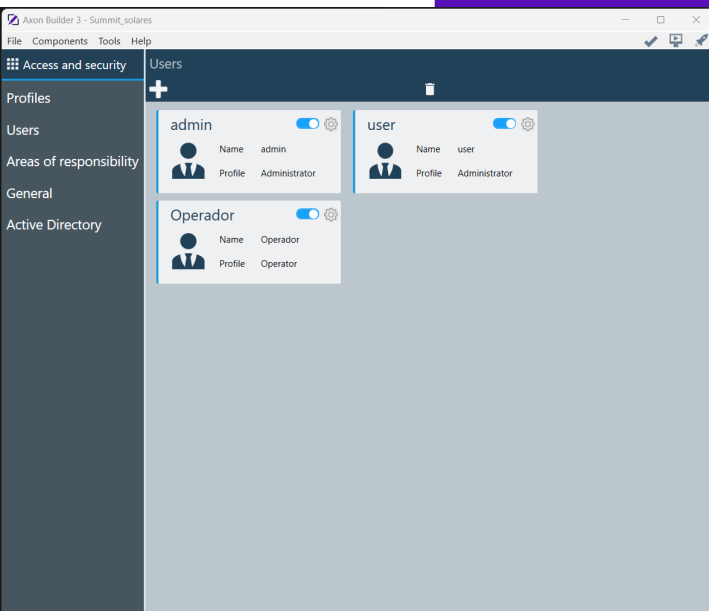 Axon Builder 3 - Summit_solares
File Components Tools Help
Access and security
Users
Profiles
Users
Areas of responsibility
General
Active Directory
admin
Name admin
Profile Administrator
user
Name user
Profile Administrator
Operador
Name Operador
Profile Operator